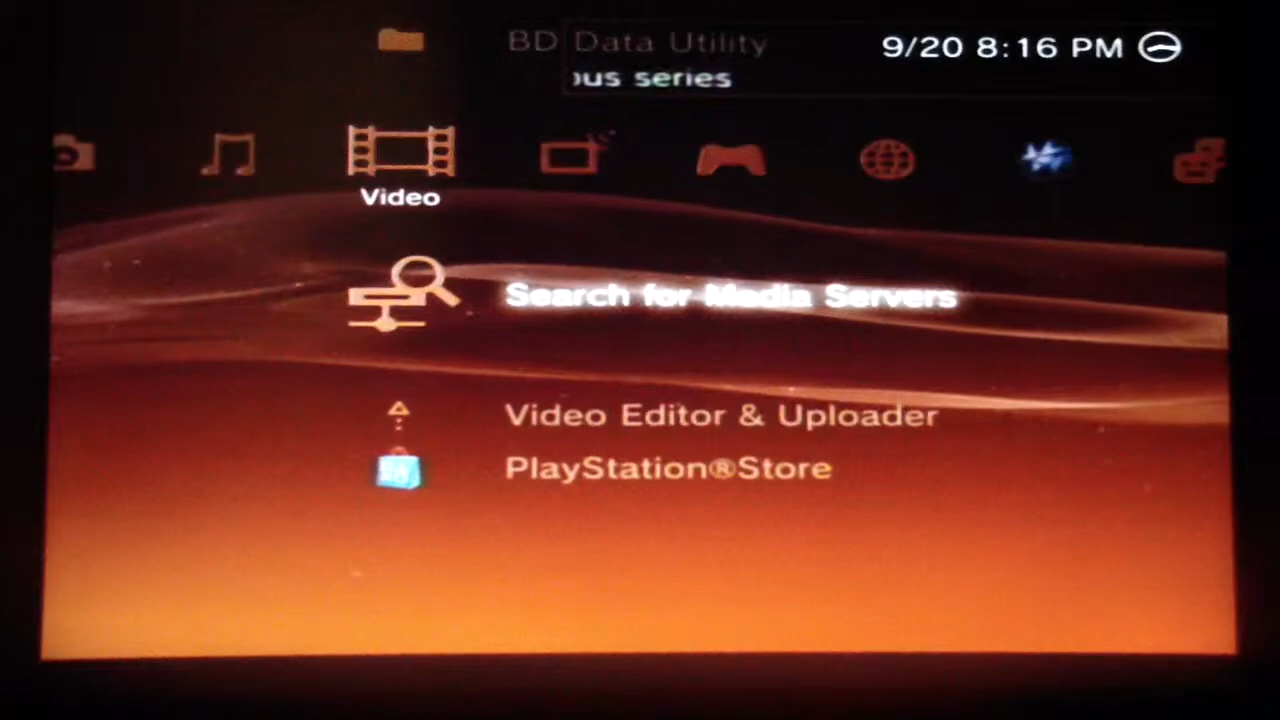 BD Data Utility
9/20 8:16 PM
ous series
Video
Search for Media Servers
Video Editor & Uploader
PlayStation®Store